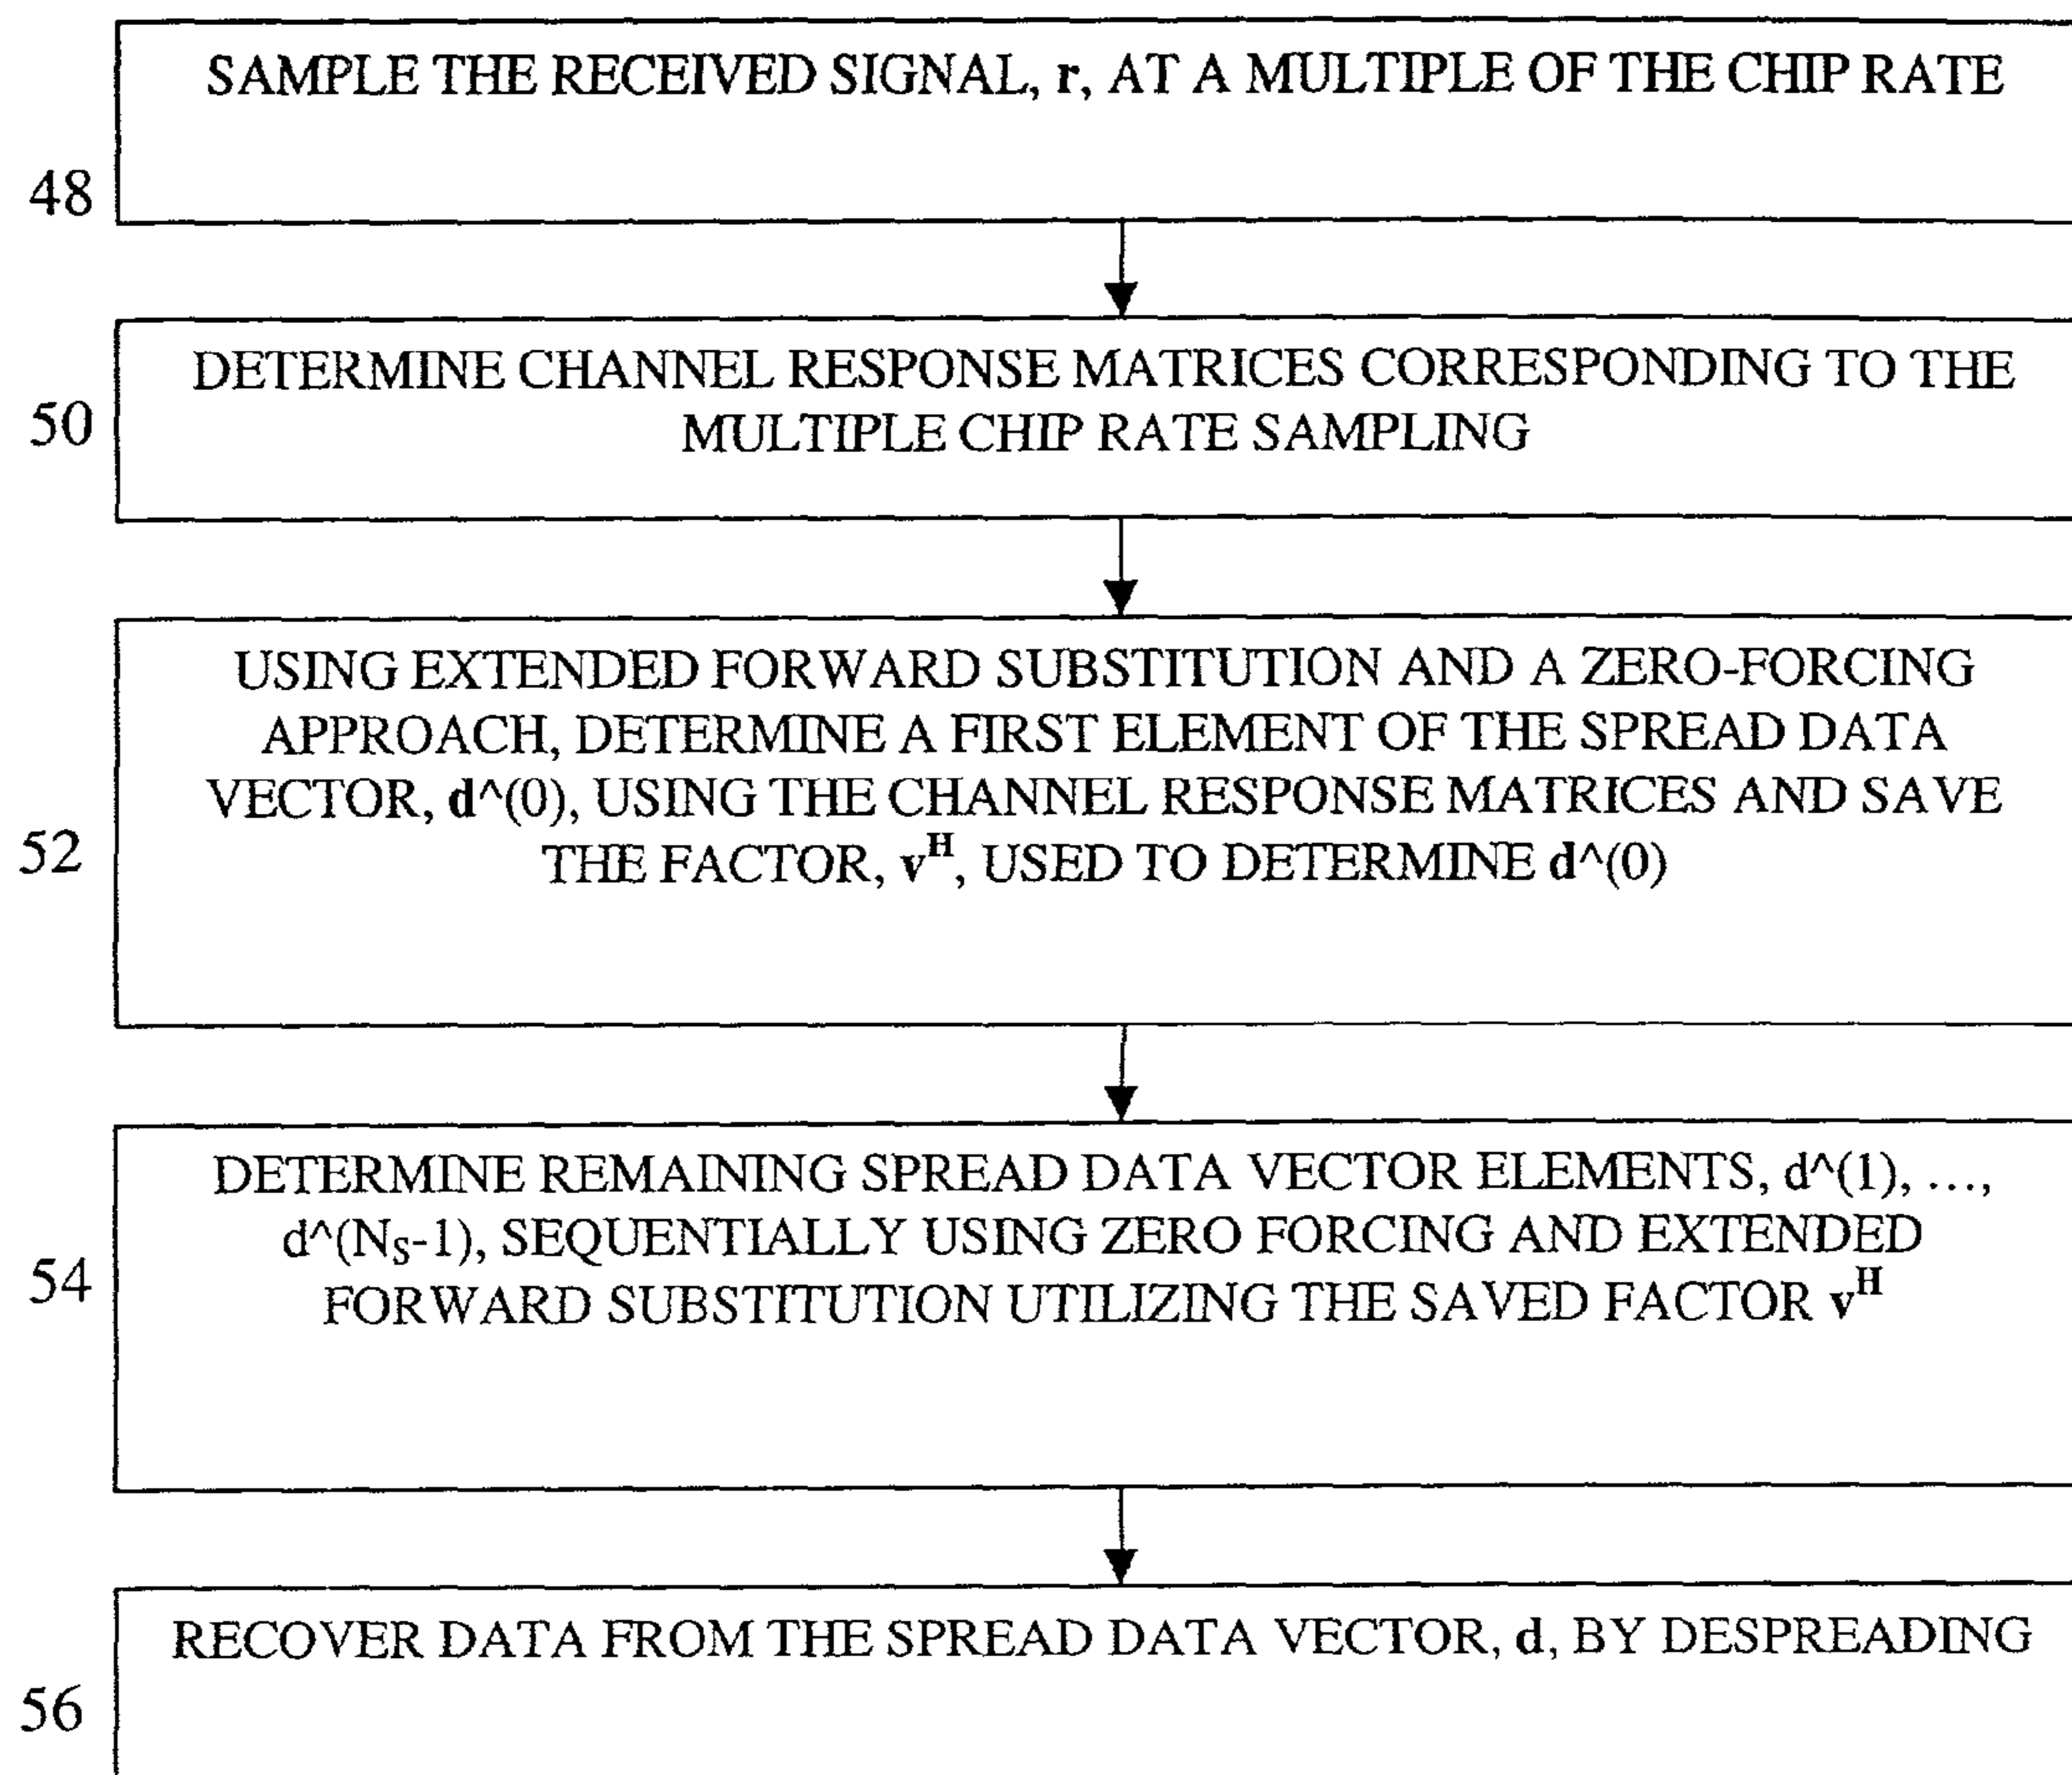 SAMPLE THE RECEIVED SIGNAL, r, AT A MULTIPLE OF THE CHIP RATE
48
DETERMINE CHANNEL RESPONSE MATRICES CORRESPONDING TO THE
MULTIPLE CHIP RATE SAMPLING
50
USING EXTENDED FORWARD SUBSTITUTION AND A ZERO-FORCING
APPROACH, DETERMINE A FIRST ELEMENT OF THE SPREAD DATA
VECTOR, d^(0), USING THE CHANNEL RESPONSE MATRICES AND SAVE
THE FACTOR, v^H, USED TO DETERMINE d^(0)
52
DETERMINE REMAINING SPREAD DATA VECTOR ELEMENTS, d^(1), …,
d^(N_S-1), SEQUENTIALLY USING ZERO FORCING AND EXTENDED
FORWARD SUBSTITUTION UTILIZING THE SAVED FACTOR v^H
54
RECOVER DATA FROM THE SPREAD DATA VECTOR, d, BY DESPREADING
56